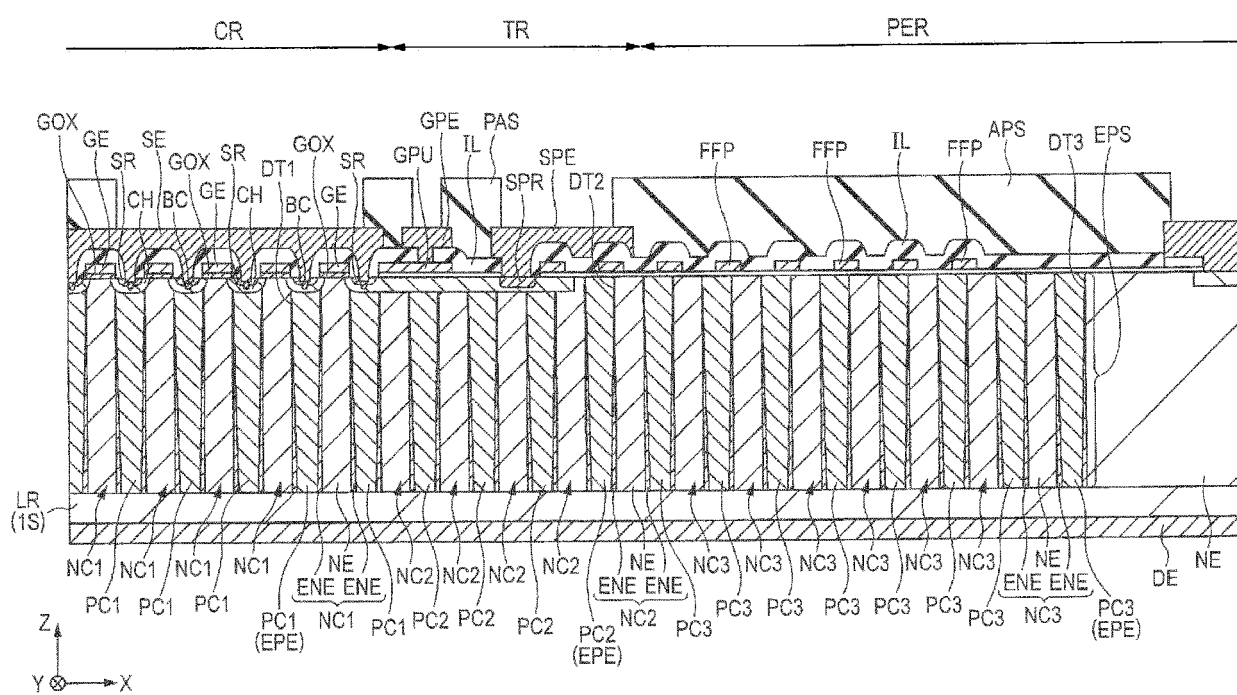 CR TR PER
GOX GE SR SE CH BC GOX SR GE CH DT1 BC GOX GE SR GPU GPE IL PAS SPR SPE DT2 FFP FFP IL FFP APS DT3 EPS
LR
(1S)
NC1 NC1 NC1 NC1 NE NC2 NC2 NC2 NC2 NE NC3 NC3 NC3 NC3 NC3 NC3 NE DE NE
ENE ENE ENE ENE ENE ENE
PC1 PC1 PC1 PC1 NC1 PC1 PC2 PC2 PC2 PC2 NC2 PC3 PC3 PC3 PC3 PC3 PC3 PC3 NC3 PC3
(EPE) (EPE) (EPE)
Z
Y X